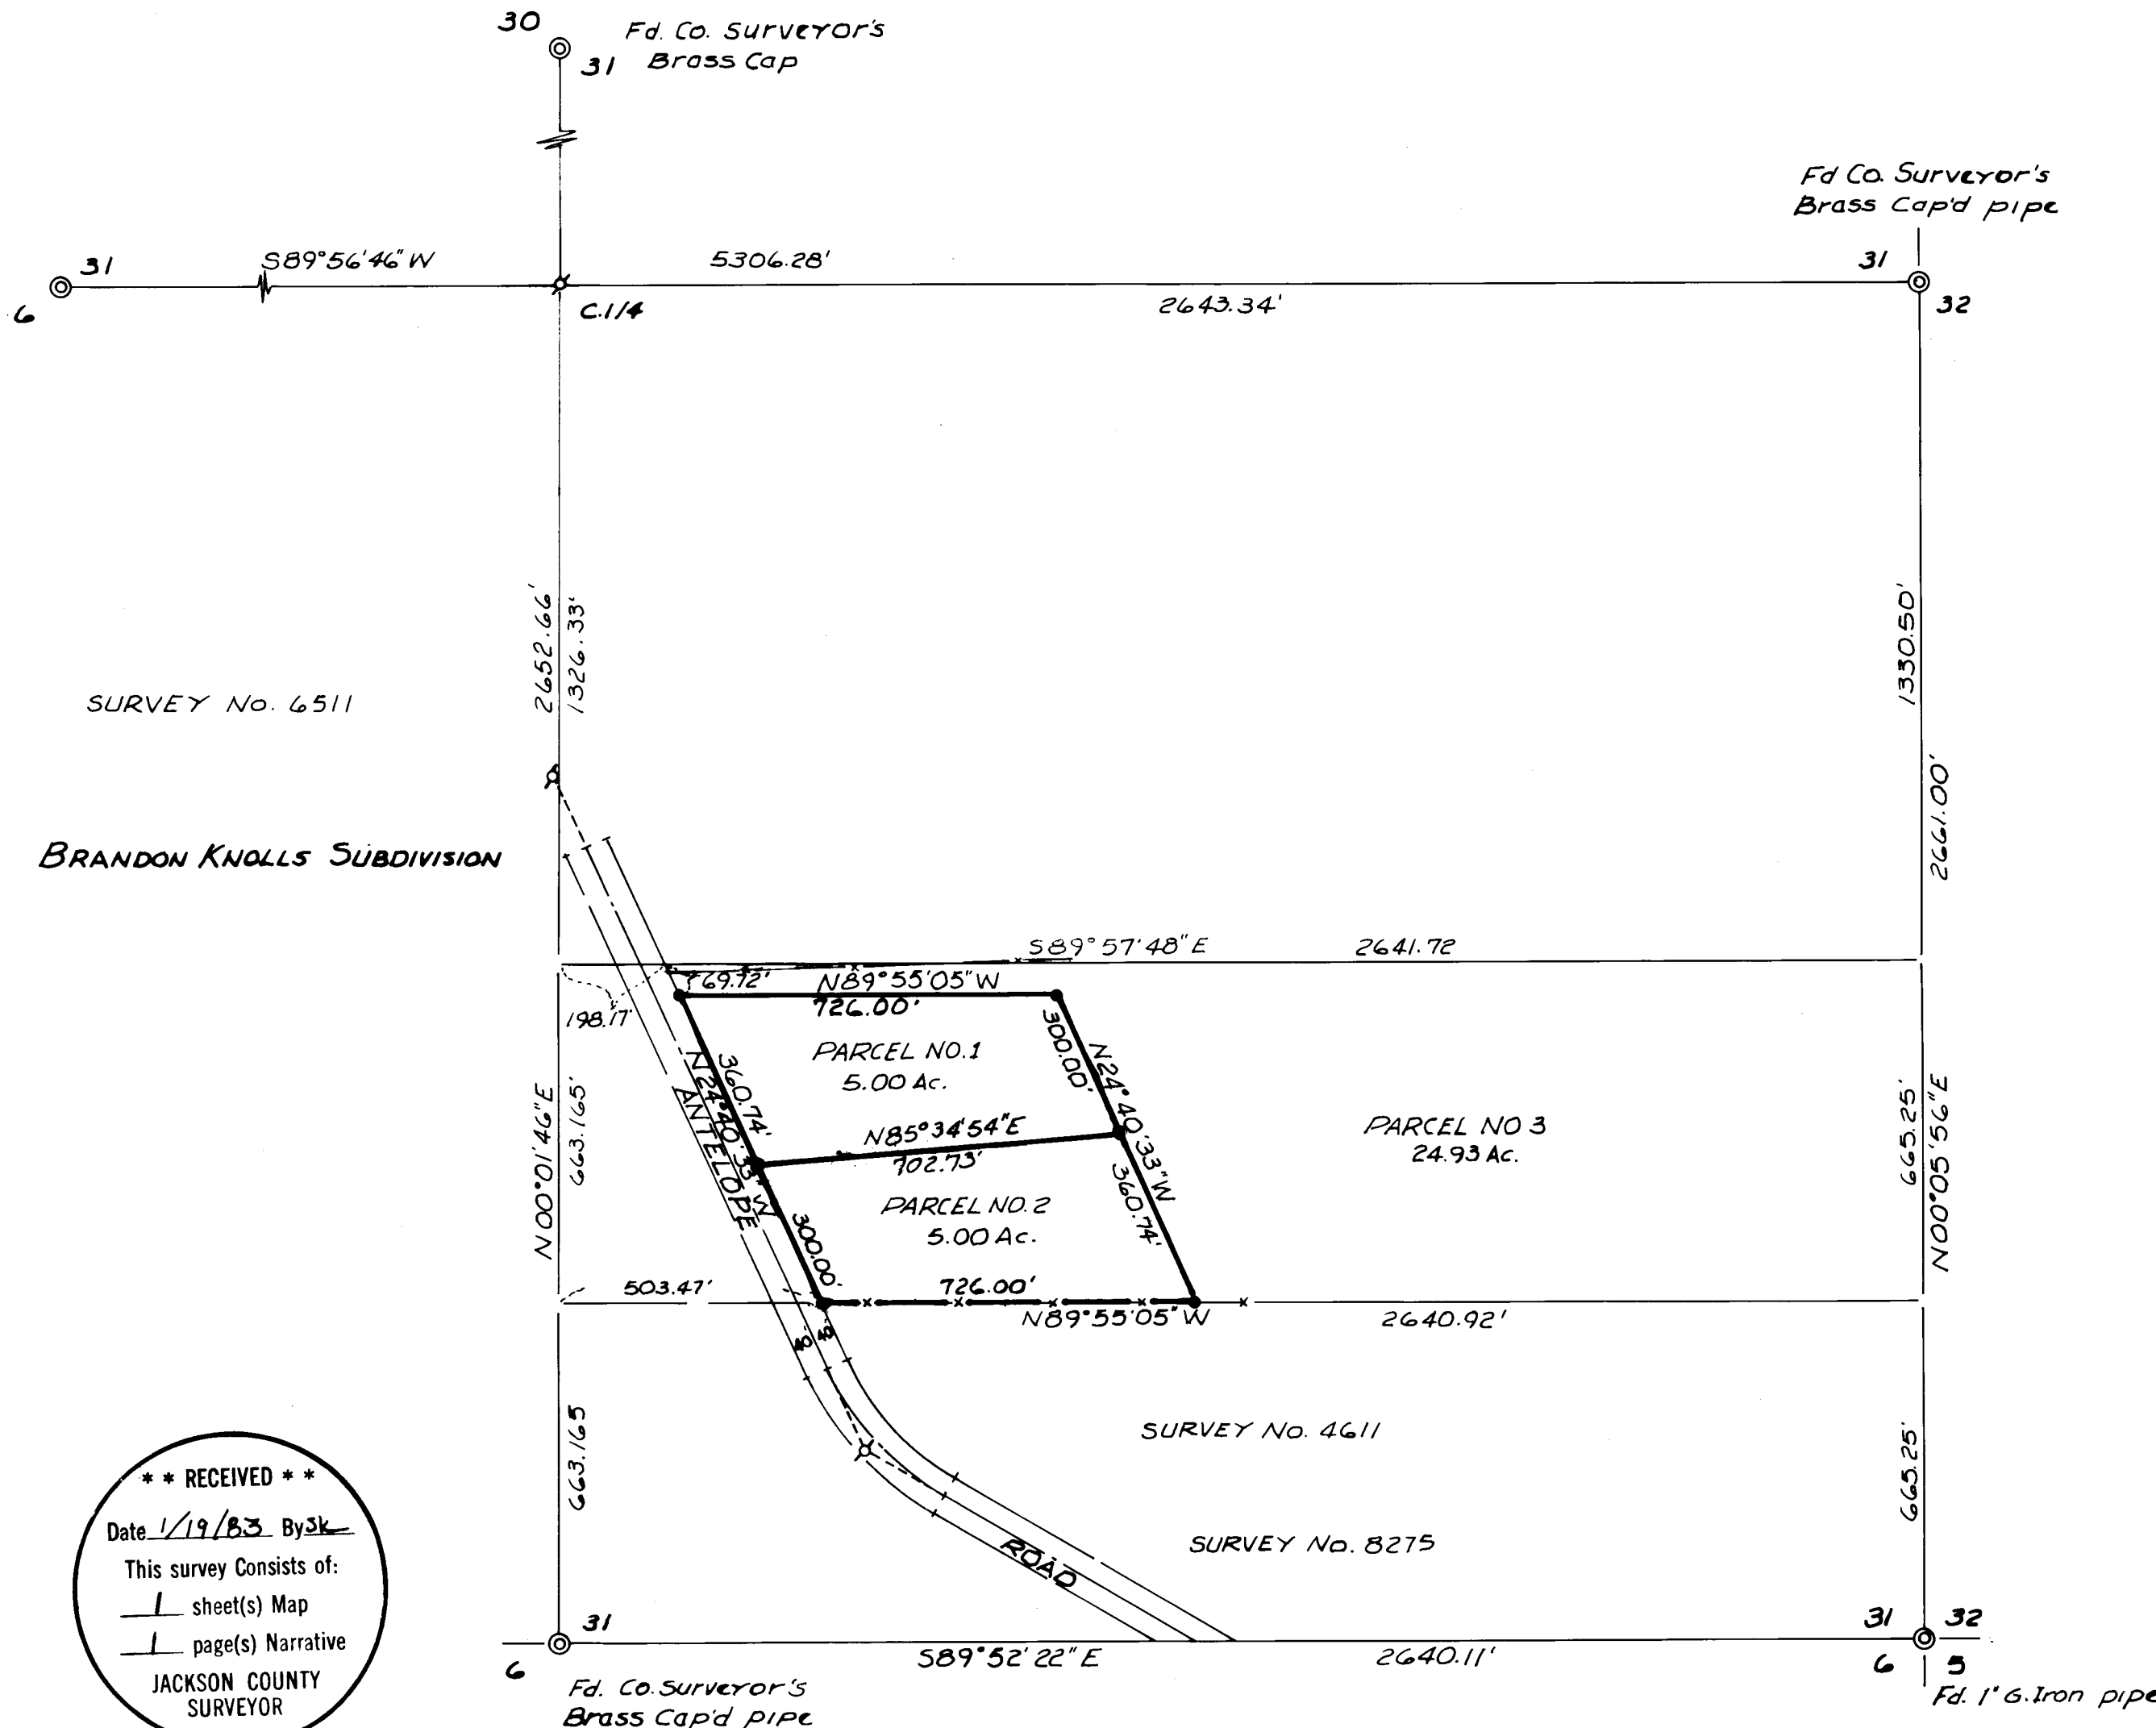 30
Fd. Co. Surveyor's
31 Brass Cap
Fd Co. Surveyor's
Brass Cap'd pipe
31
S89°56'46"W
5306.28'
31
6
C.1/4
2643.34'
32
2652.66'
1326.33'
1330.50'
SURVEY No. 6511
2661.00'
BRANDON KNOLLS SUBDIVISION
S89°57'48"E
2641.72
69.72'
N89°55'05"W
726.00'
198.17'
300.00'
PARCEL NO.1
5.00 Ac.
N24°40'33"W
360.74'
N24°40'33"W
ANTELOPE
N00°01'46"E
663.165'
N85°34'54"E
702.73'
PARCEL NO 3
24.93 Ac.
665.25'
N00°05'56"E
PARCEL NO.2
5.00 Ac.
360.74'
300.00'
503.47'
726.00'
N89°55'05"W
2640.92'
663.165
SURVEY No. 4611
665.25'
SURVEY No. 8275
ROAD
* * RECEIVED * *
Date 1/19/83 By SK
This survey Consists of:
1 sheet(s) Map
1 page(s) Narrative
JACKSON COUNTY
SURVEYOR
31
31 32
6
S89°52'22"E
2640.11'
6 5
Fd. Co. Surveyor's
Brass Cap'd pipe
Fd. 1" G. Iron pipe